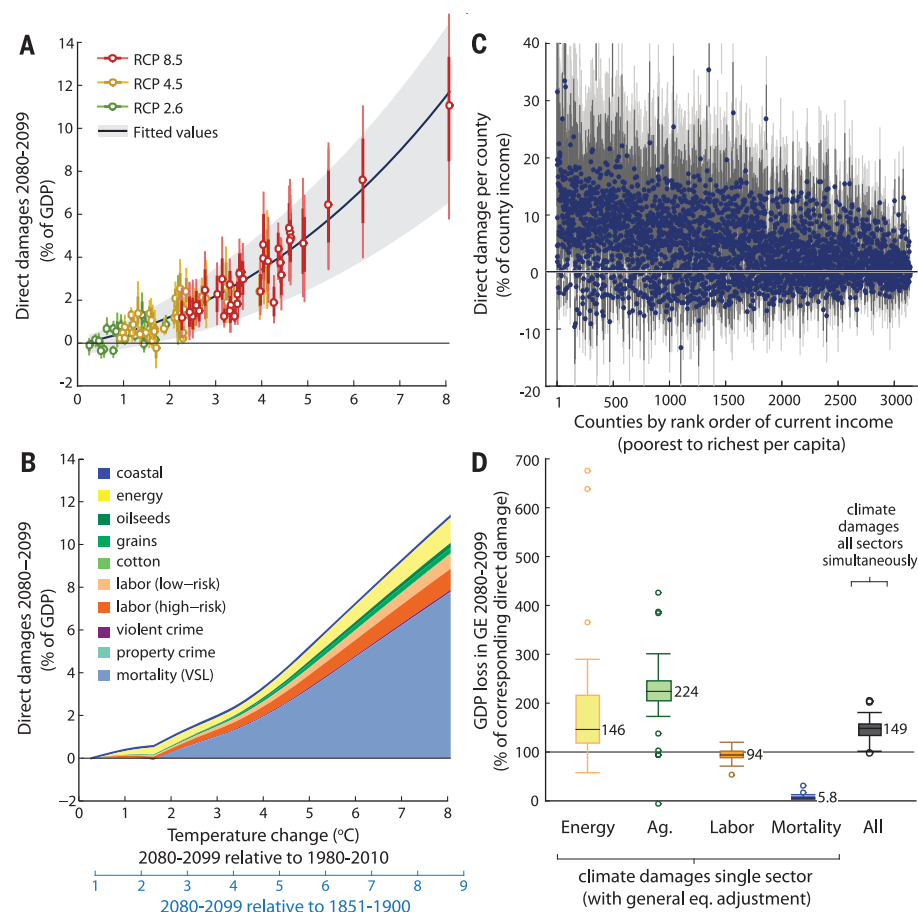 A
14
12
10
8
6
4
2
0
-2
Direct damages 2080-2099
(% of GDP)
RCP 8.5
RCP 4.5
RCP 2.6
Fitted values
0 1 2 3 4 5 6 7 8
C
40
30
20
10
0
-10
-20
Direct damage per county
(% of county income)
1 500 1000 1500 2000 2500 3000
Counties by rank order of current income
(poorest to richest per capita)
B
14
12
10
8
6
4
2
0
−2
Direct damages 2080−2099
(% of GDP)
coastal
energy
oilseeds
grains
cotton
labor (low−risk)
labor (high−risk)
violent crime
property crime
mortality (VSL)
0 1 2 3 4 5 6 7 8
Temperature change (°C)
2080-2099 relative to 1980-2010
1 2 3 4 5 6 7 8 9
2080-2099 relative to 1851-1900
D
700
600
500
400
300
200
100
0
GDP loss in GE 2080-2099
(% of corresponding direct damage)
climate
damages
all sectors
simultaneously
146
224
94
5.8
149
Energy Ag. Labor Mortality All
climate damages single sector
(with general eq. adjustment)